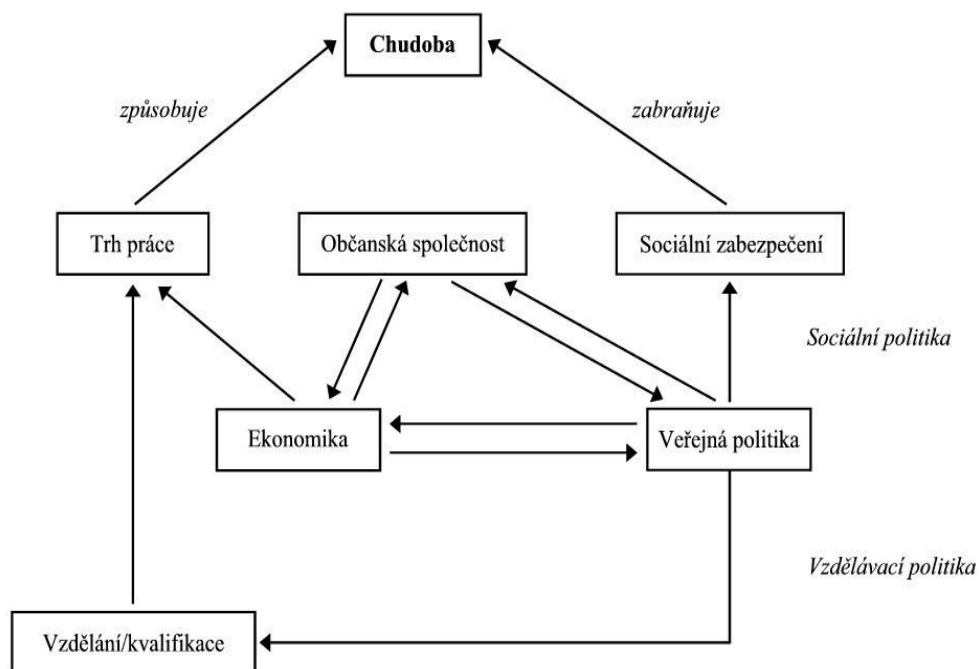 Chudoba
způsobuje
zabraňuje
Trh práce
Občanská společnost
Sociální zabezpečení
Sociální politika
Ekonomika
Veřejná politika
Vzdělávací politika
Vzdělání/kvalifikace